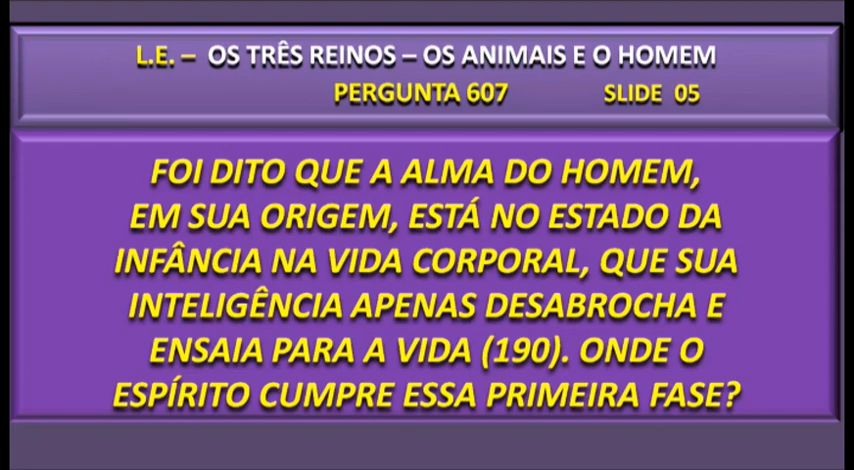 L.E. – OS TRÊS REINOS – OS ANIMAIS E O HOMEM
PERGUNTA 607 SLIDE 05
FOI DITO QUE A ALMA DO HOMEM,
EM SUA ORIGEM, ESTÁ NO ESTADO DA
INFÂNCIA NA VIDA CORPORAL, QUE SUA
INTELIGÊNCIA APENAS DESABROCHA E
ENSAIA PARA A VIDA (190). ONDE O
ESPÍRITO CUMPRE ESSA PRIMEIRA FASE?